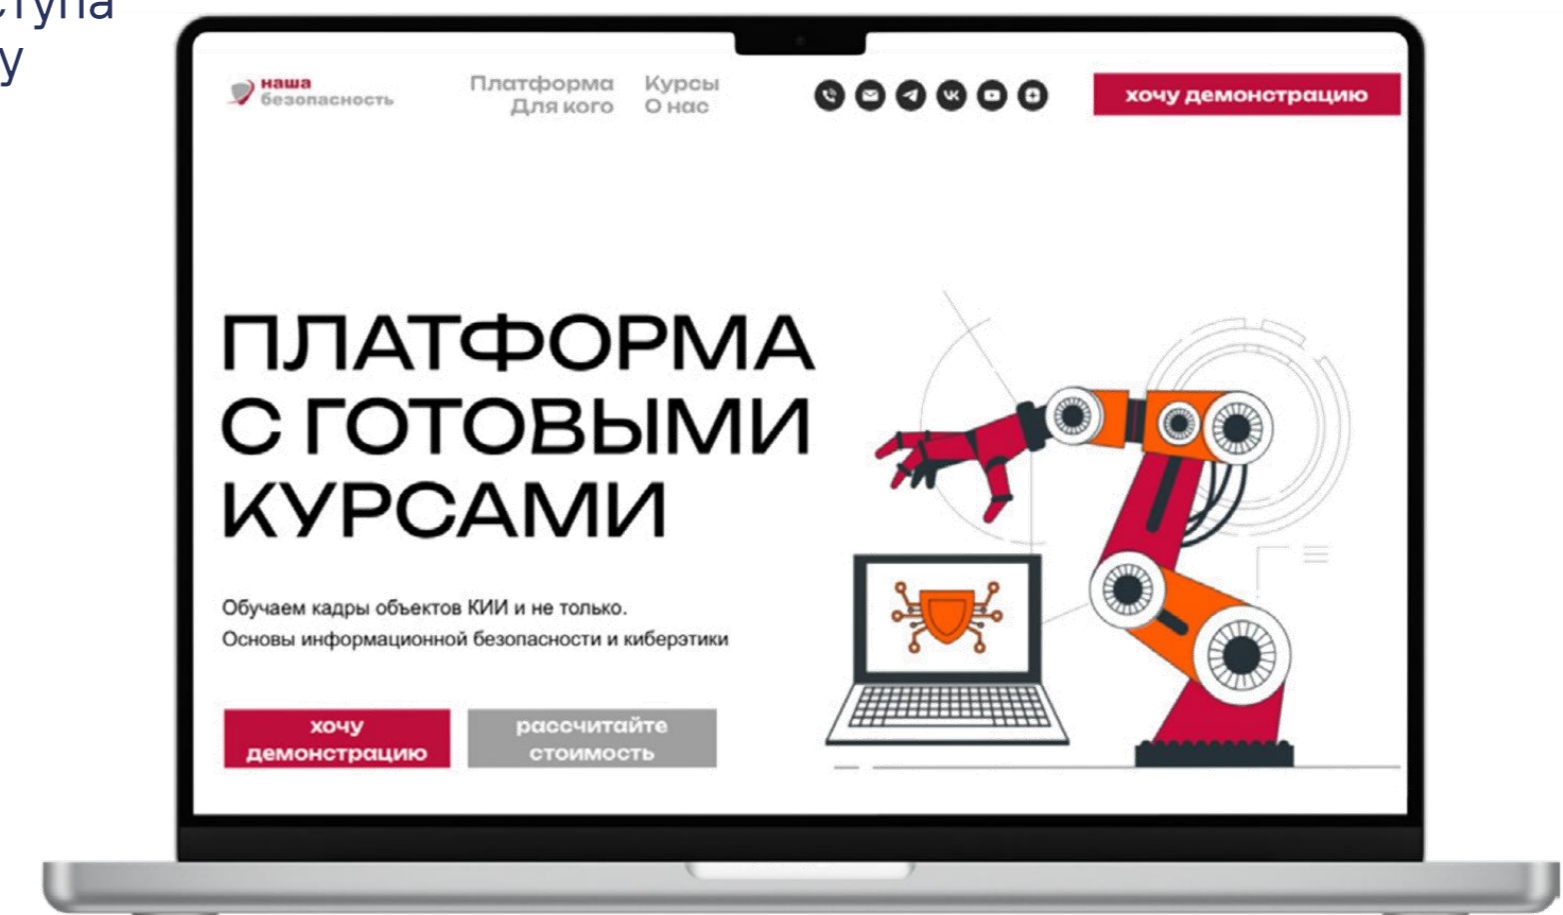 наша
безопасность
Платформа
Для кого
Курсы
О нас
хочу демонстрацию
ПЛАТФОРМА
С ГОТОВЫМИ
КУРСАМИ
Обучаем кадры объектов КИИ и не только.
Основы информационной безопасности и киберэтики
хочу
демонстрацию
рассчитайте
стоимость